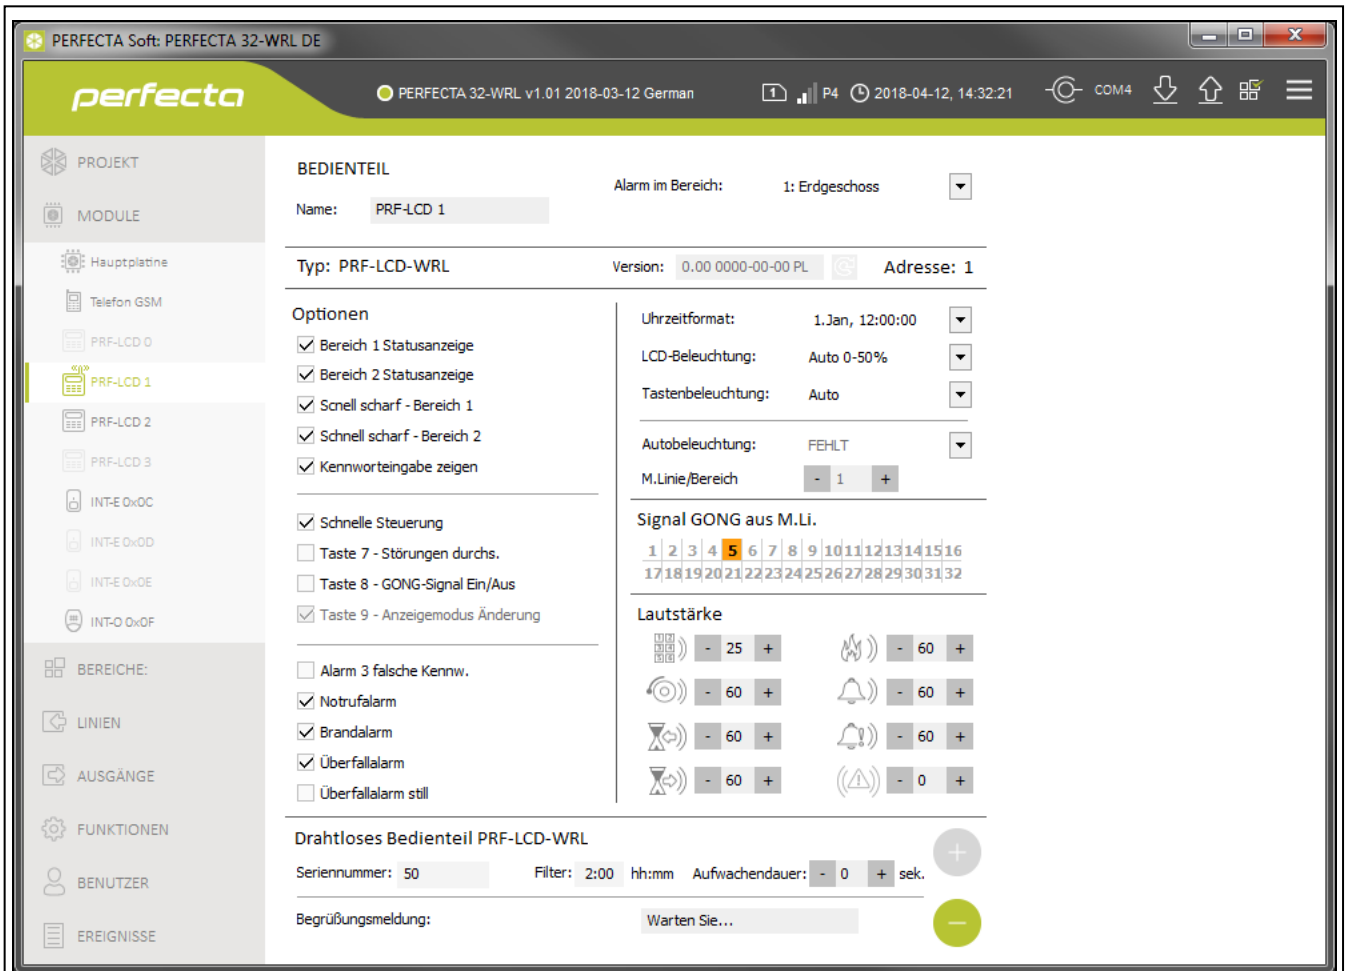 PERFECTA Soft: PERFECTA 32-WRL DE
perfecta
PERFECTA 32-WRL v1.01 2018-03-12 German
1
P4
2018-04-12, 14:32:21
COM4
PROJEKT
MODULE
Hauptplatine
Telefon GSM
PRF-LCD 0
PRF-LCD 1
PRF-LCD 2
PRF-LCD 3
INT-E 0x0C
INT-E 0x0D
INT-E 0x0E
INT-O 0x0F
BEREICHE:
LINIEN
AUSGÄNGE
FUNKTIONEN
BENUTZER
EREIGNISSE
BEDIENTEIL
Name: PRF-LCD 1
Alarm im Bereich: 1: Erdgeschoss
Typ: PRF-LCD-WRL
Version: 0.00 0000-00-00 PL
Adresse: 1
Optionen
Bereich 1 Statusanzeige
Bereich 2 Statusanzeige
Scnell scharf - Bereich 1
Schnell scharf - Bereich 2
Kennworteingabe zeigen
Schnelle Steuerung
Taste 7 - Störungen durchs.
Taste 8 - GONG-Signal Ein/Aus
Taste 9 - Anzeigemodus Änderung
Alarm 3 falsche Kennw.
Notrufalarm
Brandalarm
Überfallalarm
Überfallalarm still
Uhrzeitformat: 1.Jan, 12:00:00
LCD-Beleuchtung: Auto 0-50%
Tastenbeleuchtung: Auto
Autobeleuchtung: FEHLT
M.Linie/Bereich - 1 +
Signal GONG aus M.Li.
1 2 3 4 5 6 7 8 9 10 11 12 13 14 15 16
17 18 19 20 21 22 23 24 25 26 27 28 29 30 31 32
Lautstärke
1 2 3 4 5 6 - 25 + - 60 +
- 60 + - 60 +
- 60 + - 60 +
- 60 + - 0 +
Drahtloses Bedienteil PRF-LCD-WRL
Seriennummer: 50 Filter: 2:00 hh:mm Aufwachendauer: - 0 + sek.
Begrüßungsmeldung: Warten Sie...